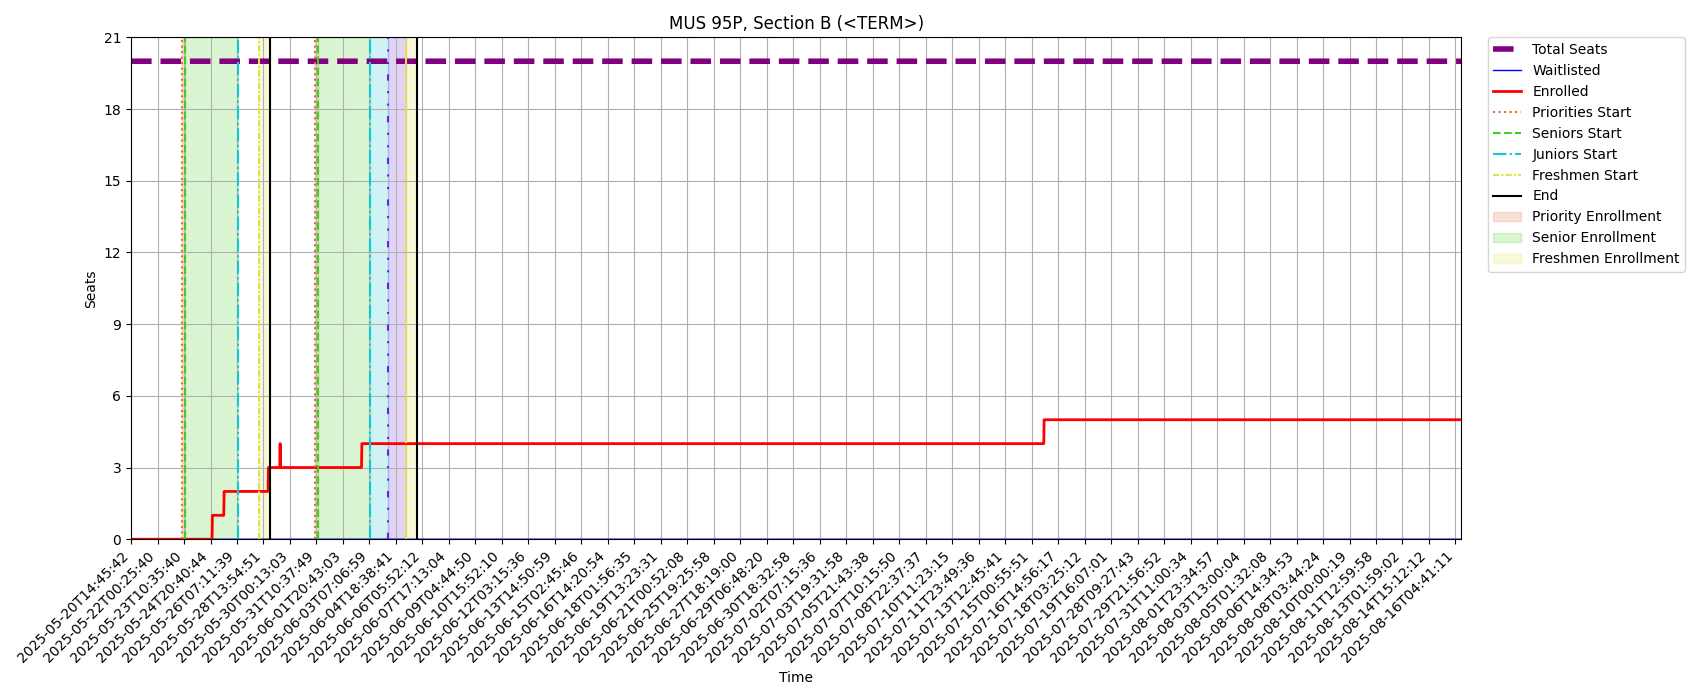 MUS 95P, Section B (<TERM>)
21
18
15
12
9
6
3
0
Seats
2025-05-20T14:45:42
2025-05-22T00:25:40
2025-05-23T10:35:40
2025-05-24T20:40:44
2025-05-26T07:11:39
2025-05-28T13:54:51
2025-05-30T00:13:03
2025-05-31T10:37:49
2025-06-01T20:43:03
2025-06-03T07:06:59
2025-06-04T18:38:41
2025-06-06T06:52:12
2025-06-07T17:13:04
2025-06-09T04:44:50
2025-06-10T15:52:10
2025-06-12T03:15:36
2025-06-13T14:50:59
2025-06-15T02:45:46
2025-06-16T14:20:54
2025-06-18T01:56:35
2025-06-19T13:23:31
2025-06-21T00:52:08
2025-06-25T19:25:58
2025-06-27T18:19:00
2025-06-29T06:48:20
2025-06-30T18:32:58
2025-07-02T07:15:36
2025-07-03T19:31:58
2025-07-05T21:43:38
2025-07-07T10:15:50
2025-07-08T22:37:37
2025-07-10T11:23:15
2025-07-11T23:49:36
2025-07-13T12:45:41
2025-07-15T00:55:51
2025-07-16T14:56:17
2025-07-18T03:25:12
2025-07-19T16:07:01
2025-07-28T09:27:43
2025-07-29T21:56:52
2025-07-31T11:00:34
2025-08-01T23:34:57
2025-08-03T13:00:04
2025-08-05T01:32:08
2025-08-06T14:34:53
2025-08-08T03:44:24
2025-08-10T00:00:19
2025-08-11T12:59:58
2025-08-13T01:59:02
2025-08-14T15:12:12
2025-08-16T04:41:11
Time
Total Seats
Waitlisted
Enrolled
Priorities Start
Seniors Start
Juniors Start
Freshmen Start
End
Priority Enrollment
Senior Enrollment
Freshmen Enrollment